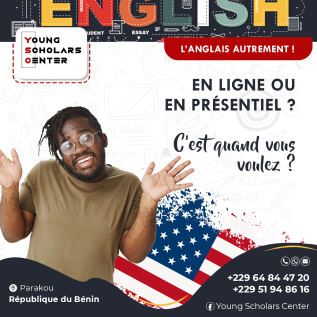 ENGLISH
STUDENT
ESSAY
YOUNG
SCHOLARS
CENTER
L'ANGLAIS AUTREMENT !
EN LIGNE OU
EN PRÉSENTIEL ?
C'est quand vous
voulez ?
+229 64 84 47 20
+229 51 94 86 16
Parakou
République du Bénin
Young Scholars Center